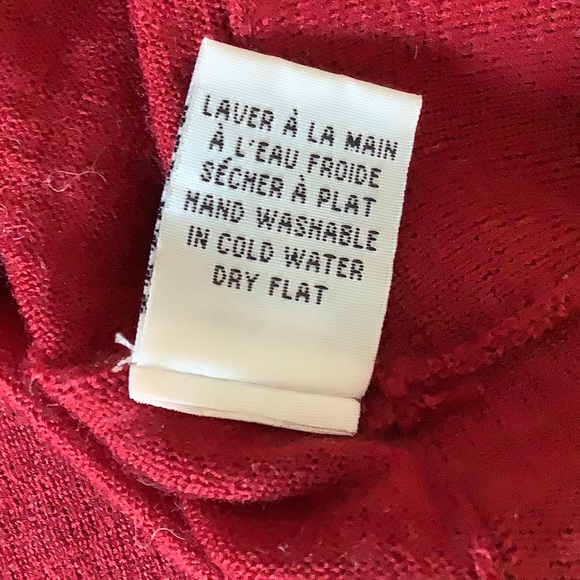 LAVER À LA MAIN
À L'EAU FROIDE
SÉCHER À PLAT
HAND WASHABLE
IN COLD WATER
DRY FLAT